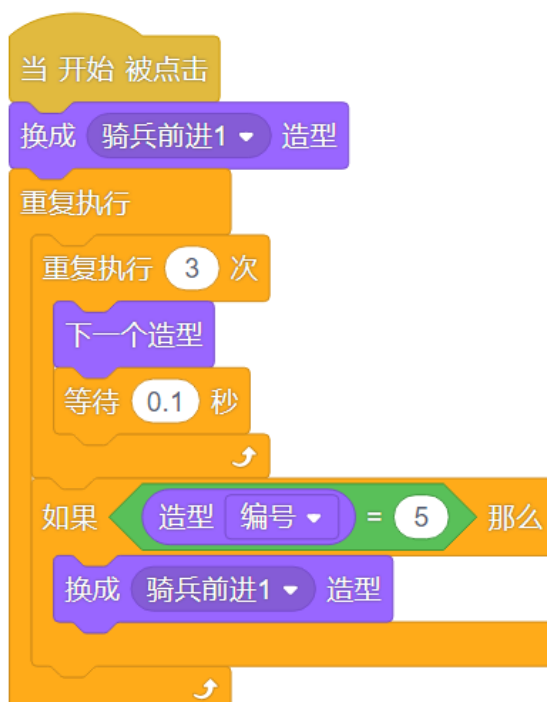 当 开始 被点击
换成 骑兵前进1 造型
重复执行
重复执行 3 次
下一个造型
等待 0.1 秒
如果 造型 编号 = 5 那么
换成 骑兵前进1 造型